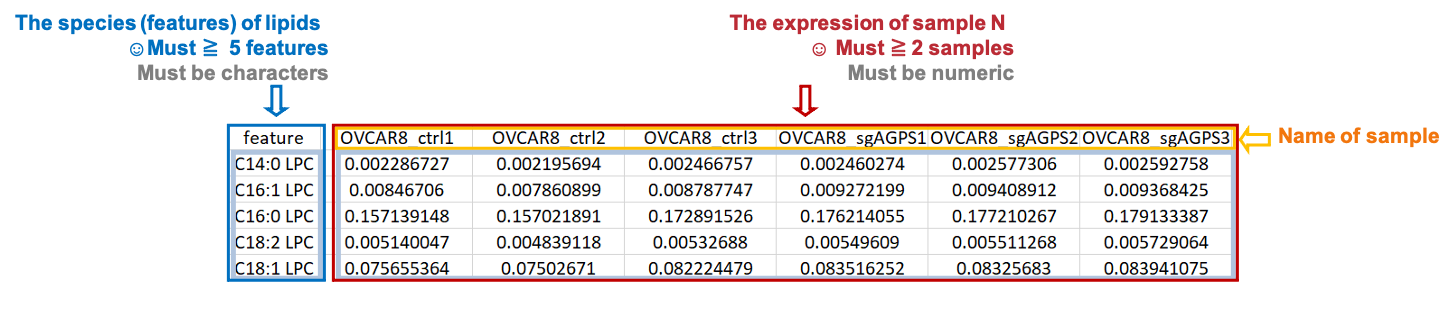 The species (features) of lipids
☺Must ≧ 5 features
Must be characters
The expression of sample N
☺ Must ≧ 2 samples
Must be numeric
feature OVCAR8_ctrl1 OVCAR8_ctrl2 OVCAR8_ctrl3 OVCAR8_sgAGPS1 OVCAR8_sgAGPS2 OVCAR8_sgAGPS3
Name of sample
C14:0 LPC 0.002286727 0.002195694 0.002466757 0.002460274 0.002577306 0.002592758
C16:1 LPC 0.00846706 0.007860899 0.008787747 0.009272199 0.009408912 0.009368425
C16:0 LPC 0.157139148 0.157021891 0.172891526 0.176214055 0.177210267 0.179133387
C18:2 LPC 0.005140047 0.004839118 0.00532688 0.00549609 0.005511268 0.005729064
C18:1 LPC 0.075655364 0.07502671 0.082224479 0.083516252 0.08325683 0.083941075